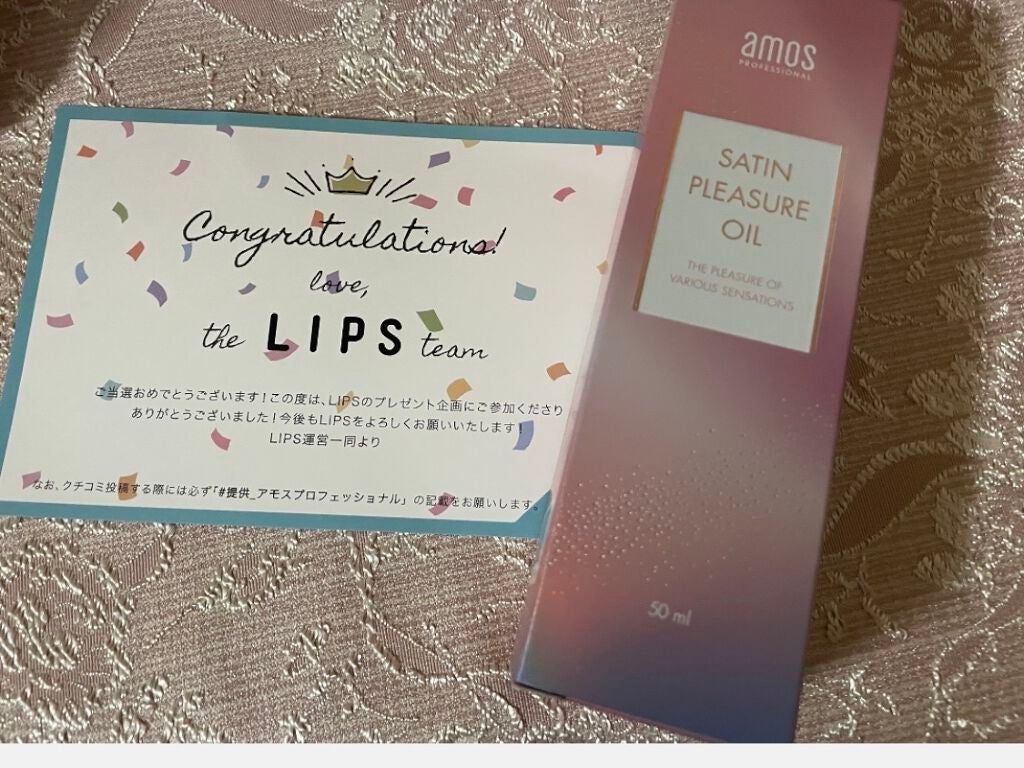 Congratulations!
love,
the LIPS team
ご当選おめでとうございます！この度は、LIPSのプレゼント企画にご参加くださり
ありがとうございました！今後もLIPSをよろしくお願いいたします！
LIPS運営一同より
なお、クチコミ投稿する際には必ず「#提供_アモスプロフェッショナル」の記載をお願いします。
amos
PROFESSIONAL
SATIN
PLEASURE
OIL
THE PLEASURE OF
VARIOUS SENSATIONS
50 ml